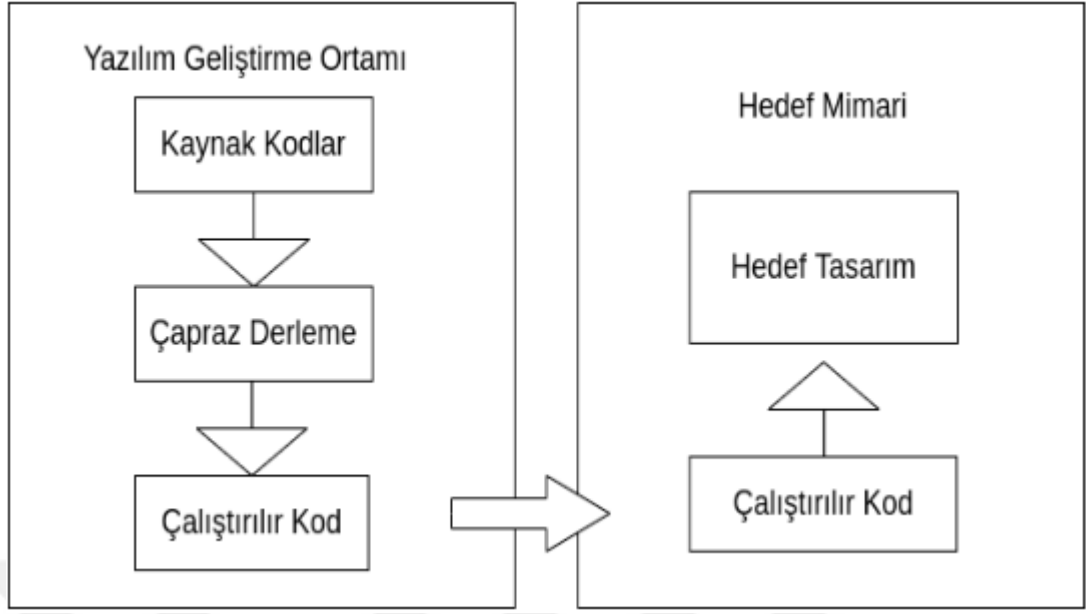 Yazılım Geliştirme Ortamı
Kaynak Kodlar
Çapraz Derleme
Çalıştırılır Kod
Hedef Mimari
Hedef Tasarım
Çalıştırılır Kod